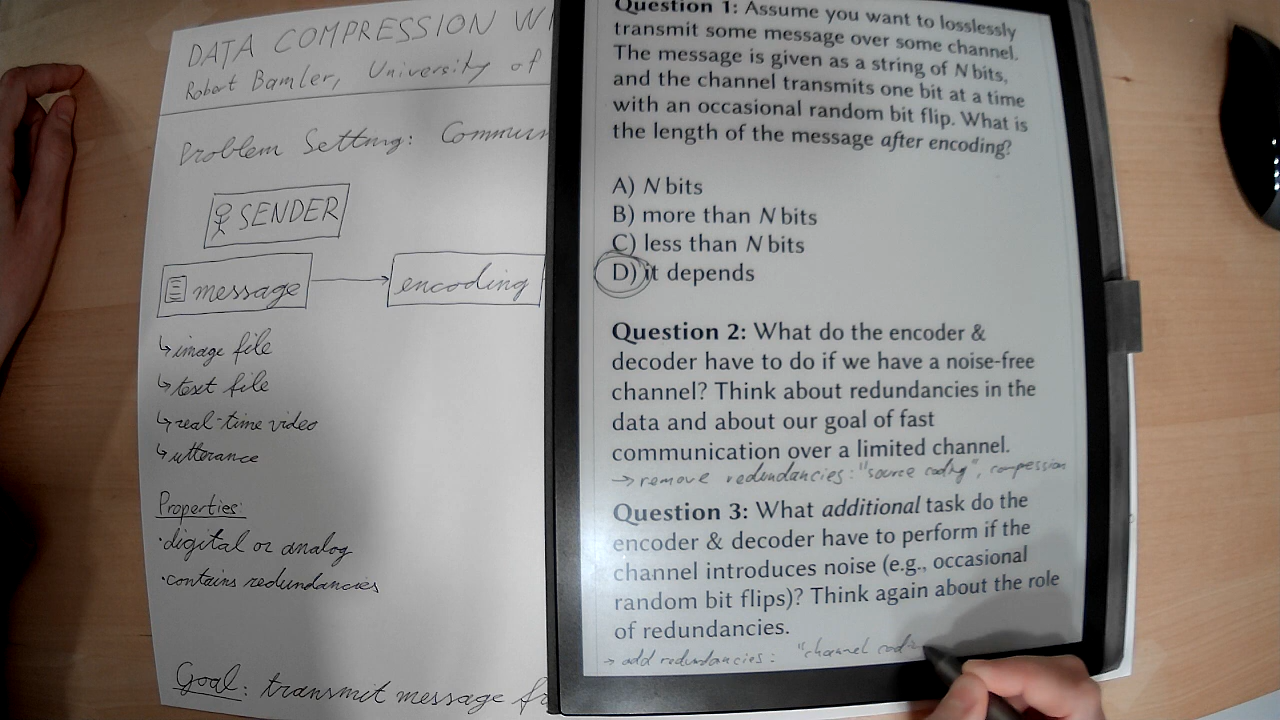 DATA COMPRESSION WI
Robert Bamler, University of
Problem Setting: Commun
SENDER
message
encoding
↳ image file
↳ text file
↳ real-time video
↳ utterance
Properties:
· digital or analog
· contains redundancies
Goal: transmit message fa
Question 1: Assume you want to losslessly
transmit some message over some channel.
The message is given as a string of N bits,
and the channel transmits one bit at a time
with an occasional random bit flip. What is
the length of the message after encoding?
A) N bits
B) more than N bits
C) less than N bits
D) it depends
Question 2: What do the encoder &
decoder have to do if we have a noise-free
channel? Think about redundancies in the
data and about our goal of fast
communication over a limited channel.
→ remove redundancies: "source coding", compession
Question 3: What additional task do the
encoder & decoder have to perform if the
channel introduces noise (e.g., occasional
random bit flips)? Think again about the role
of redundancies.
→ add redundancies: "channel codi